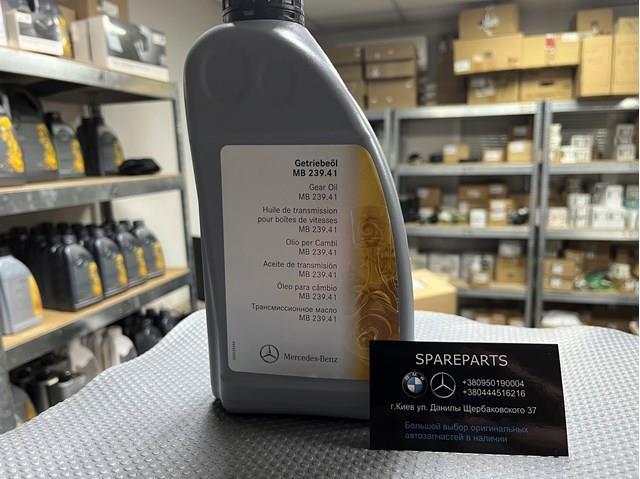 Getriebeöl
MB 239.41
Gear Oil
MB 239.41
Huile de transmission
pour boîtes de vitesses
MB 239.41
Olio per Cambi
MB 239.41
Aceite de transmisión
MB 239.41
Óleo para câmbio
MB 239.41
Трансмиссионное масло
MB 239.41
Mercedes-Benz
SPAREPARTS
BMW
+380950190004
+380444516216
г.Киев ул. Данилы Щербаковского 37
Большой выбор оригинальных
автозапчастей в наличии